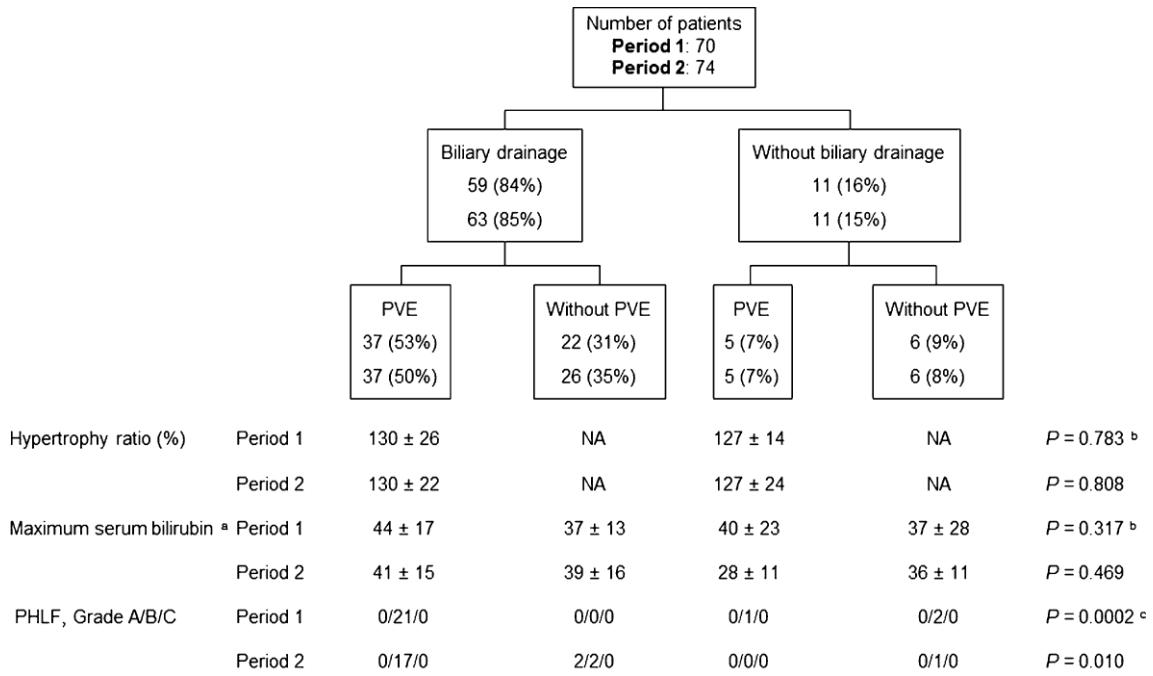 Number of patients
Period 1: 70
Period 2: 74
Biliary drainage
59 (84%)
63 (85%)
Without biliary drainage
11 (16%)
11 (15%)
PVE
37 (53%)
37 (50%)
Without PVE
22 (31%)
26 (35%)
PVE
5 (7%)
5 (7%)
Without PVE
6 (9%)
6 (8%)
Hypertrophy ratio (%) Period 1 130 ± 26 NA 127 ± 14 NA P = 0.783 b
Period 2 130 ± 22 NA 127 ± 24 NA P = 0.808
Maximum serum bilirubin a Period 1 44 ± 17 37 ± 13 40 ± 23 37 ± 28 P = 0.317 b
Period 2 41 ± 15 39 ± 16 28 ± 11 36 ± 11 P = 0.469
PHLF, Grade A/B/C Period 1 0/21/0 0/0/0 0/1/0 0/2/0 P = 0.0002 c
Period 2 0/17/0 2/2/0 0/0/0 0/1/0 P = 0.010